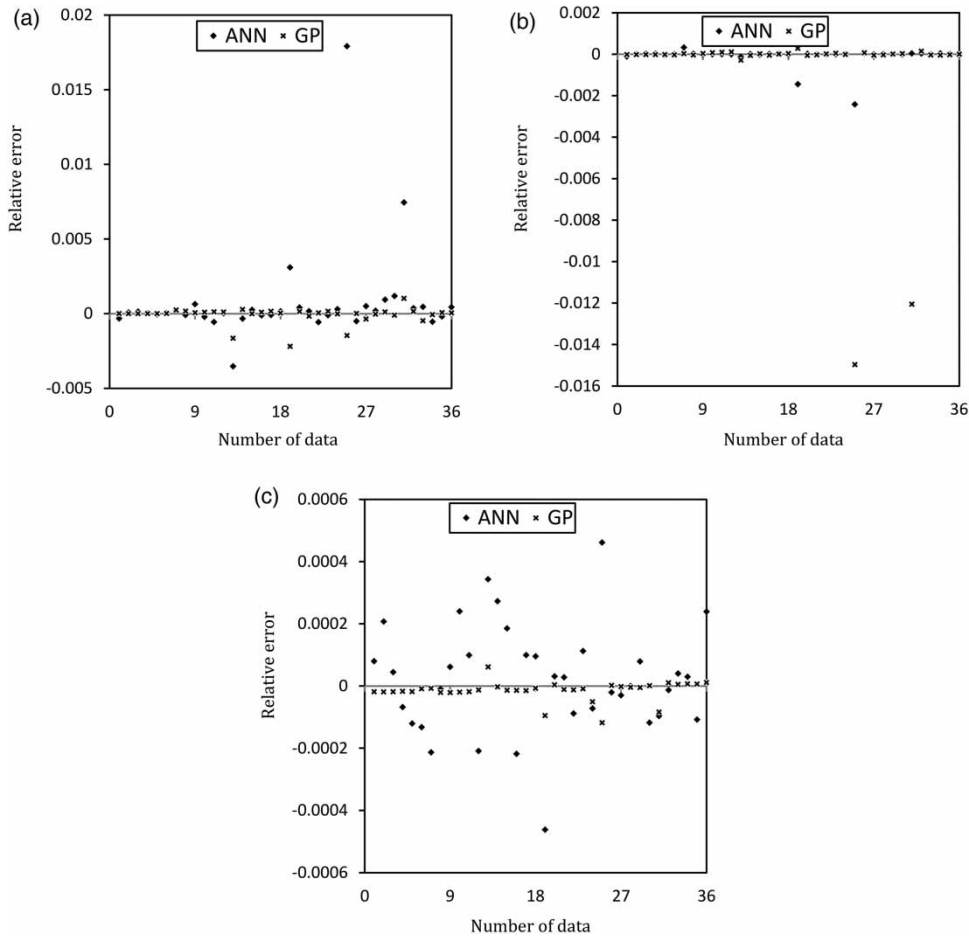 (a)
0.02
ANN GP
0.015
0.01
0.005
0
-0.005
Relative error
0 9 18 27 36
Number of data
(b)
0.002
ANN GP
0
-0.002
-0.004
-0.006
-0.008
-0.01
-0.012
-0.014
-0.016
Relative error
0 9 18 27 36
Number of data
(c)
0.0006
ANN GP
0.0004
0.0002
0
-0.0002
-0.0004
-0.0006
Relative error
0 9 18 27 36
Number of data